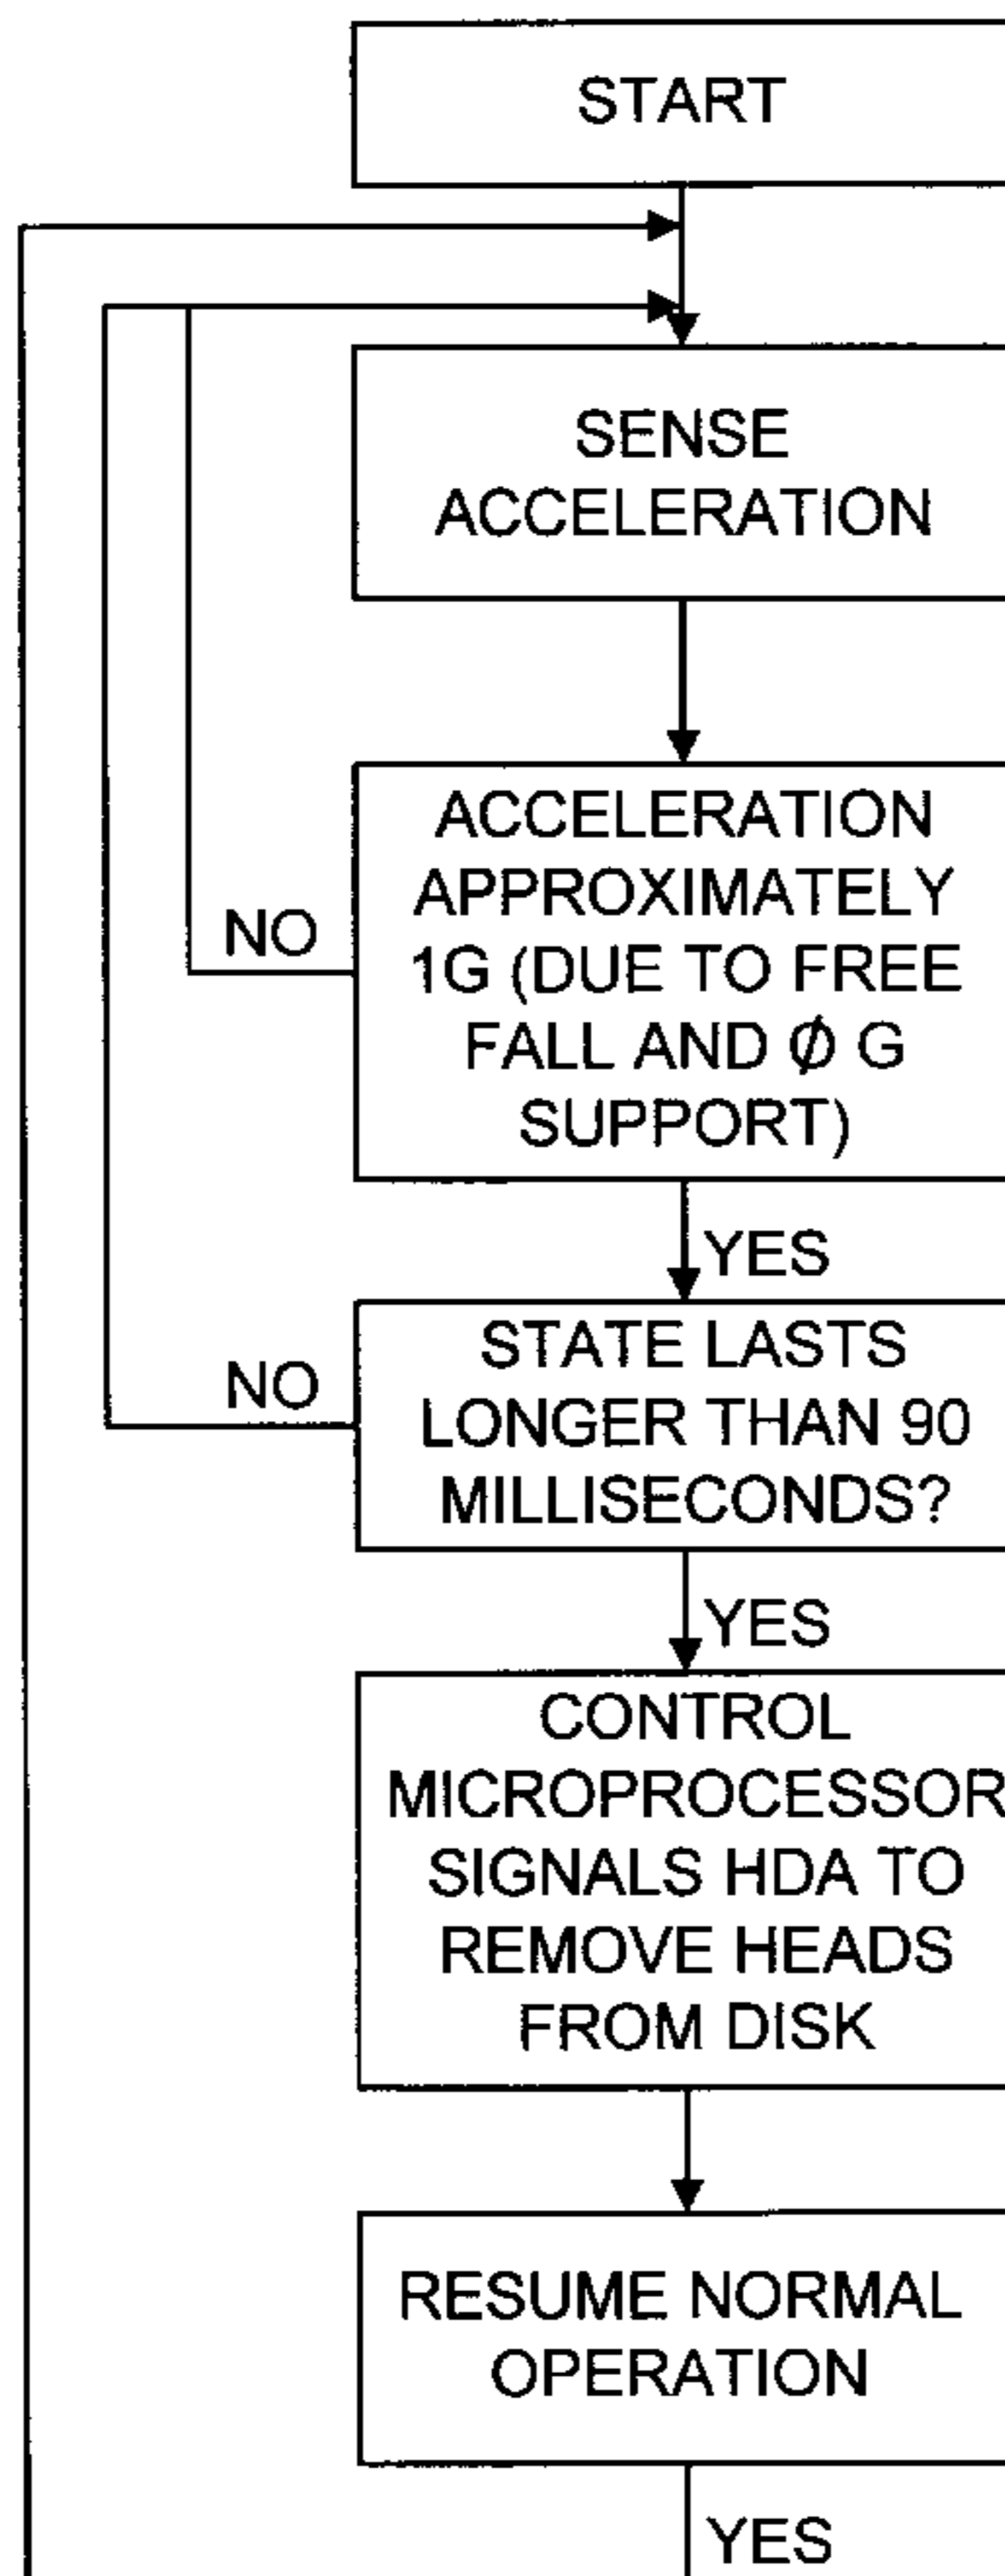 START
SENSE
ACCELERATION
ACCELERATION
APPROXIMATELY
1G (DUE TO FREE
FALL AND Ø G
SUPPORT)
NO
YES
STATE LASTS
LONGER THAN 90
MILLISECONDS?
NO
YES
CONTROL
MICROPROCESSOR
SIGNALS HDA TO
REMOVE HEADS
FROM DISK
RESUME NORMAL
OPERATION
YES